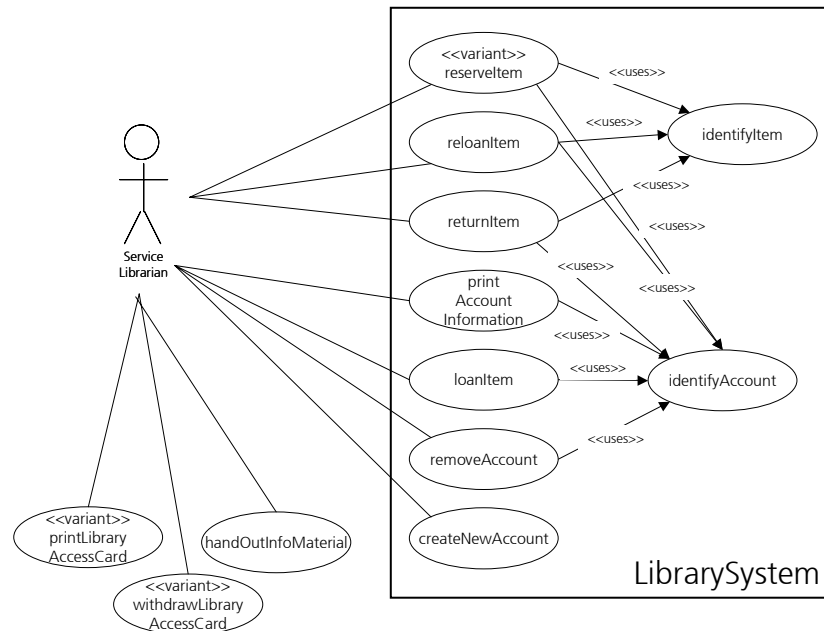 <<variant>>
reserveItem
<<uses>>
reloanItem
<<uses>>
identifyItem
returnItem
<<uses>>
<<uses>>
Service
Librarian
<<uses>>
print
Account
Information
<<uses>>
<<uses>>
loanItem
<<uses>>
identifyAccount
removeAccount
<<uses>>
<<variant>>
printLibrary
AccessCard
handOutInfoMaterial
createNewAccount
<<variant>>
withdrawLibrary
AccessCard
LibrarySystem